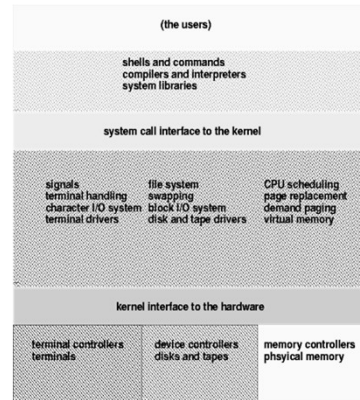 (the users)
shells and commands
compilers and interpreters
system libraries
system call interface to the kernel
signals
terminal handling
character I/O system
terminal drivers
file system
swapping
block I/O system
disk and tape drivers
CPU scheduling
page replacement
demand paging
virtual memory
kernel interface to the hardware
terminal controllers
terminals
device controllers
disks and tapes
memory controllers
phsyical memory